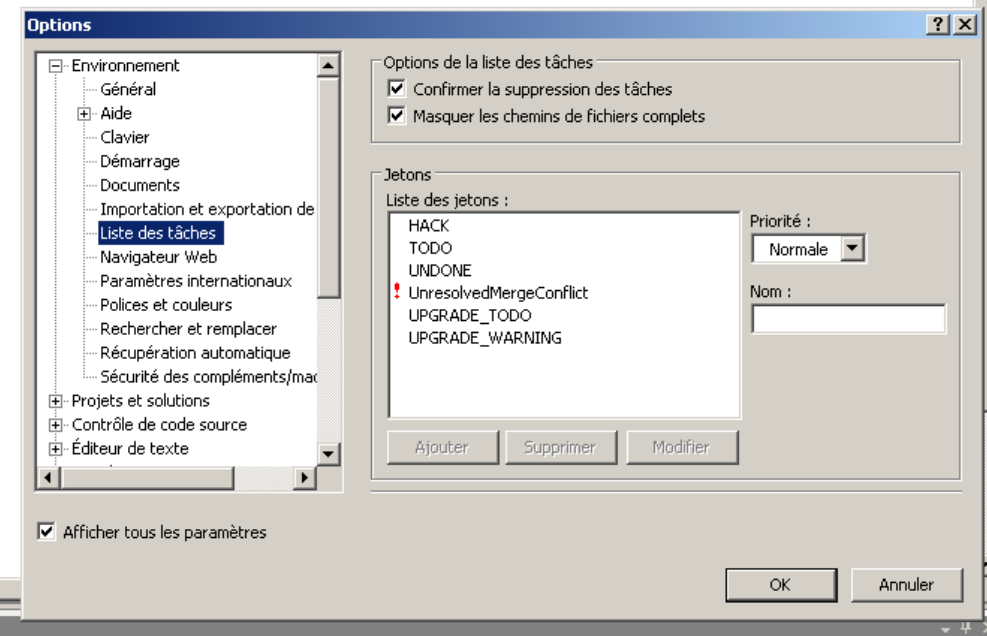 Options
Environnement
Général
Aide
Clavier
Démarrage
Documents
Importation et exportation de
Liste des tâches
Navigateur Web
Paramètres internationaux
Polices et couleurs
Rechercher et remplacer
Récupération automatique
Sécurité des compléments/mac
Projets et solutions
Contrôle de code source
Éditeur de texte
Afficher tous les paramètres
Options de la liste des tâches
Confirmer la suppression des tâches
Masquer les chemins de fichiers complets
Jetons
Liste des jetons :
HACK
TODO
UNDONE
UnresolvedMergeConflict
UPGRADE_TODO
UPGRADE_WARNING
Priorité :
Normale
Nom :
Ajouter
Supprimer
Modifier
OK
Annuler